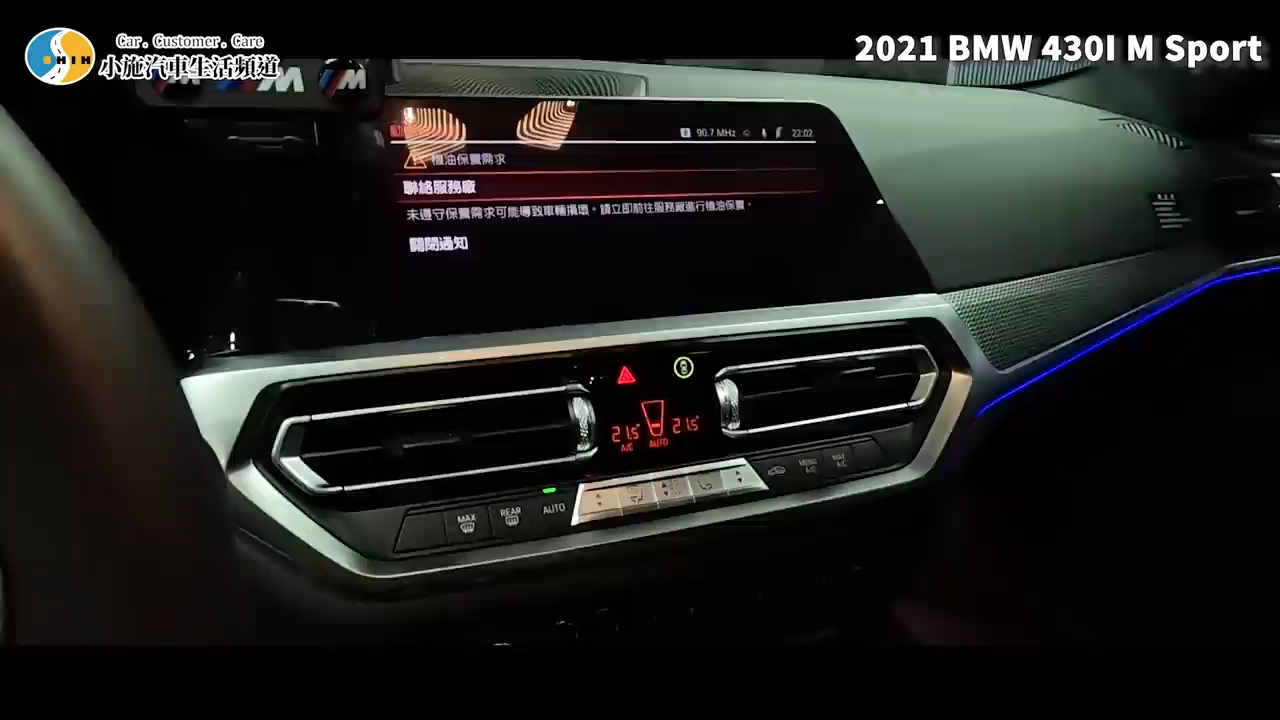 Car. Customer. Care
SHIH
小施汽車生活頻道
2021 BMW 430I M Sport
M
M
90.7 MHz
22:02
機油保養需求
聯絡服務廠
未遵守保養需求可能導致車輛損壞。請立即前往服務廠進行機油保養。
關閉通知
21.5°
21.5°
A/C
AUTO
MAX
REAR
AUTO
MENU
A/C
MAX
A/C